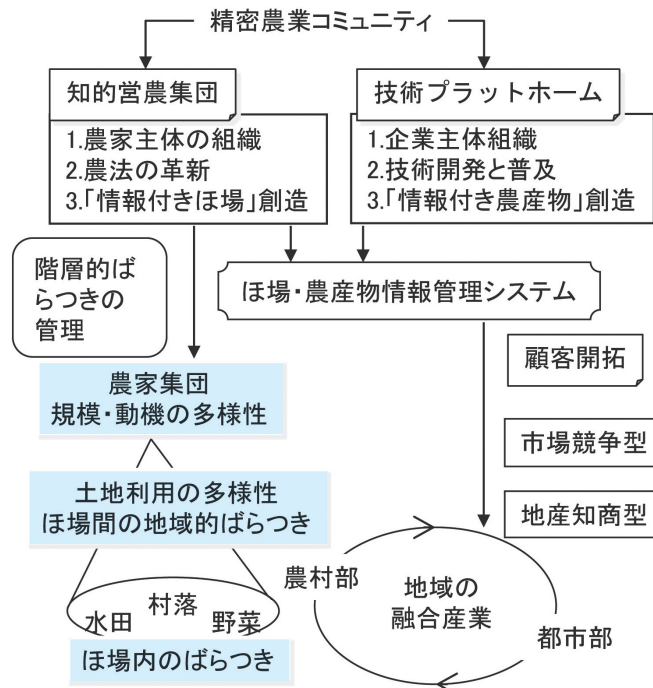 精密農業コミュニティ
知的営農集団
1.農家主体の組織
2.農法の革新
3.｢情報付きほ場｣創造
技術プラットホーム
1.企業主体組織
2.技術開発と普及
3.｢情報付き農産物｣創造
階層的ば
らつきの
管理
ほ場・農産物情報管理システム
農家集団
規模・動機の多様性
顧客開拓
市場競争型
地産知商型
土地利用の多様性
ほ場間の地域的ばらつき
村落
水田
野菜
ほ場内のばらつき
農村部
地域の
融合産業
都市部